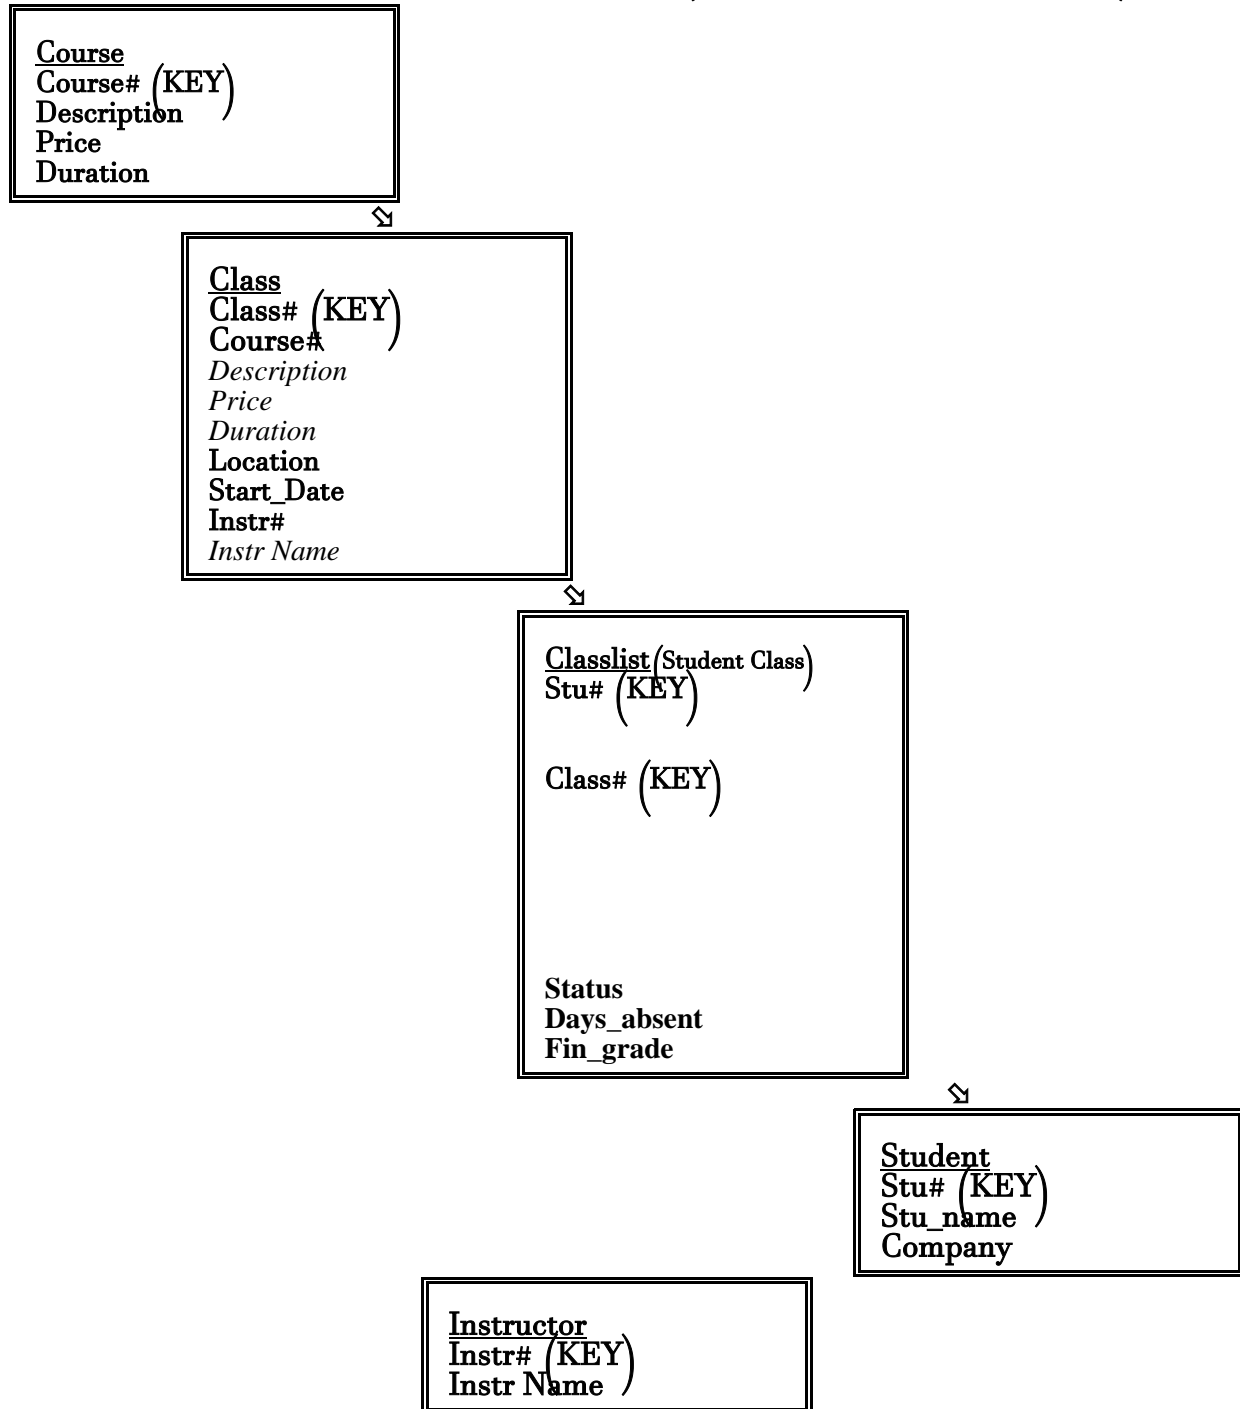 Course
Course# (KEY)
Description
Price
Duration
Class
Class# (KEY)
Course#
Description
Price
Duration
Location
Start_Date
Instr#
Instr Name
Classlist(Student Class)
Stu# (KEY)
Class# (KEY)
Status
Days_absent
Fin_grade
Student
Stu# (KEY)
Stu_name
Company
Instructor
Instr# (KEY)
Instr Name